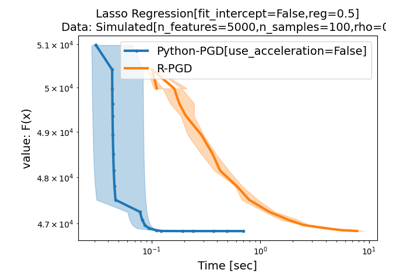 Lasso Regression[fit_intercept=False,reg=0.5]
Data: Simulated[n_features=5000,n_samples=100,rho=0
5.1 × 10⁴
Python-PGD[use_acceleration=False]
R-PGD
5 × 10⁴
4.9 × 10⁴
4.8 × 10⁴
4.7 × 10⁴
value: F(x)
10⁻¹ 10⁰ 10¹
Time [sec]